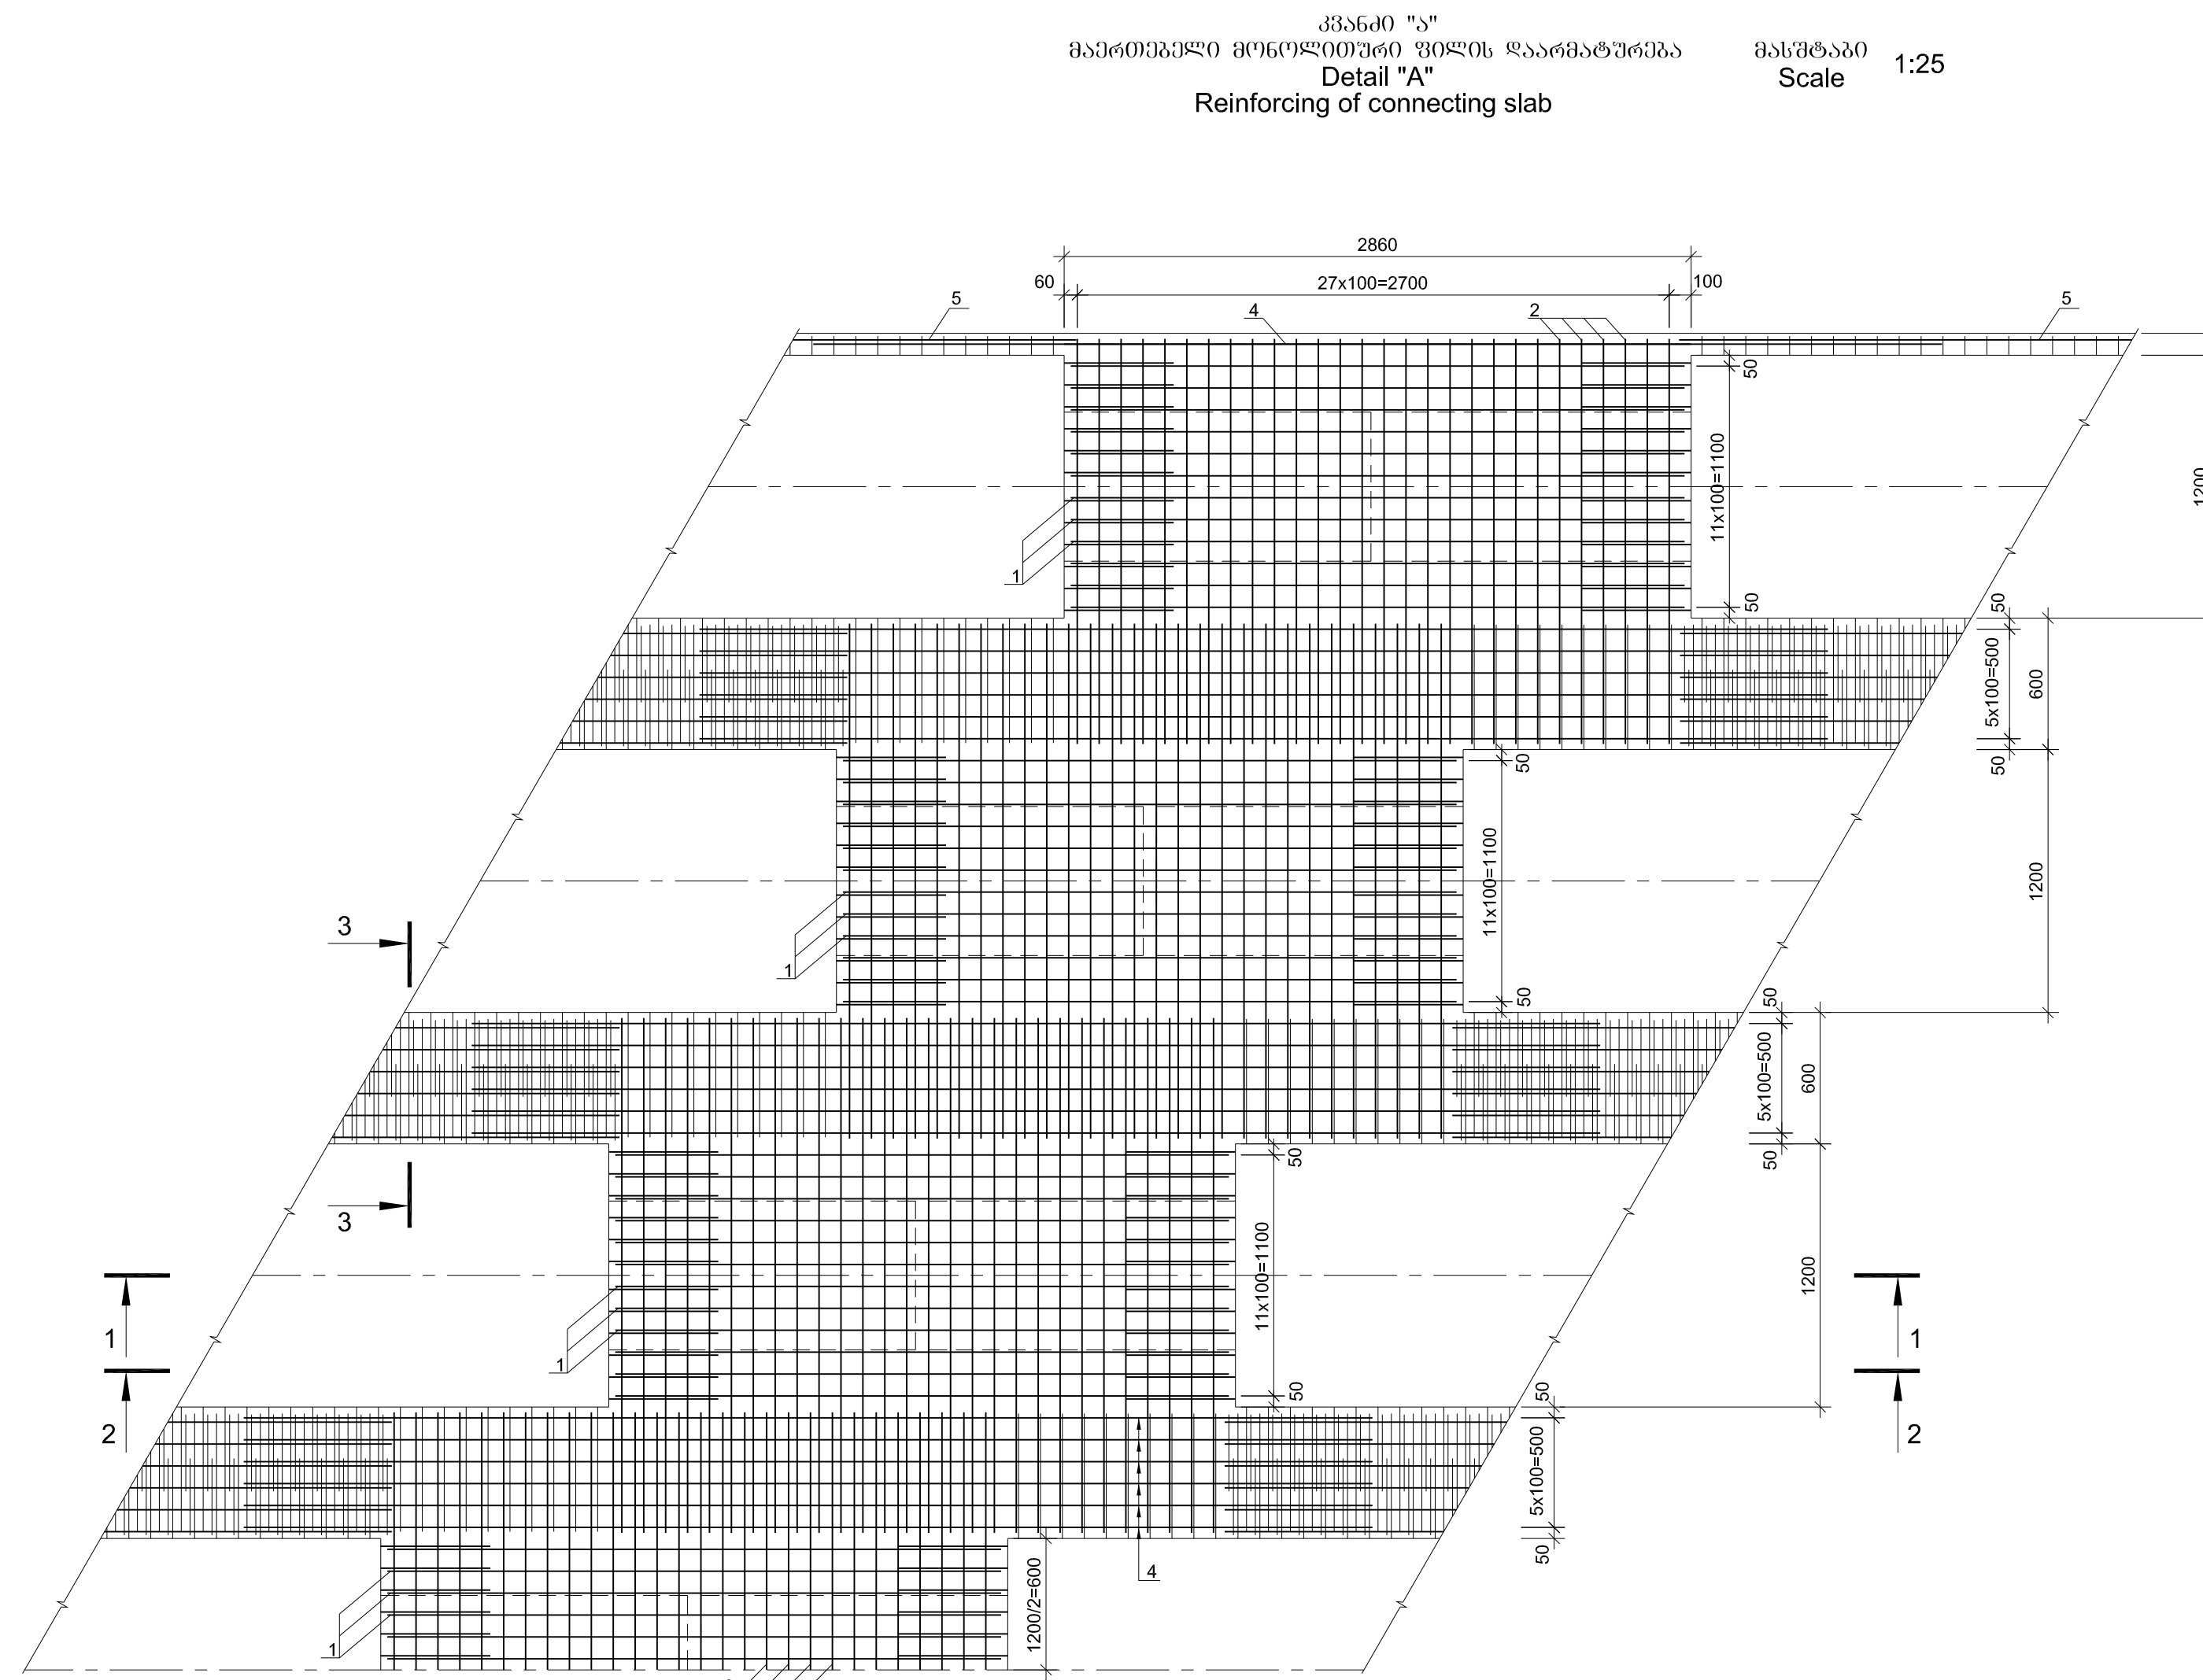 კვანძი "ა"
მაერთებელი მონოლითური ფილის დაარმატურება
მასშტაბი
1:25
Detail "A"
Scale
Reinforcing of connecting slab
2860
60
27x100=2700
100
5
4
2
5
50
11x100=1100
1200
1
50
50
5x100=500
600
50
50
11x100=1100
1200
3
1
50
50
5x100=500
600
50
50
3
11x100=1100
1200
1
1
1
50
50
2
2
5x100=500
50
4
1200/2=600
1